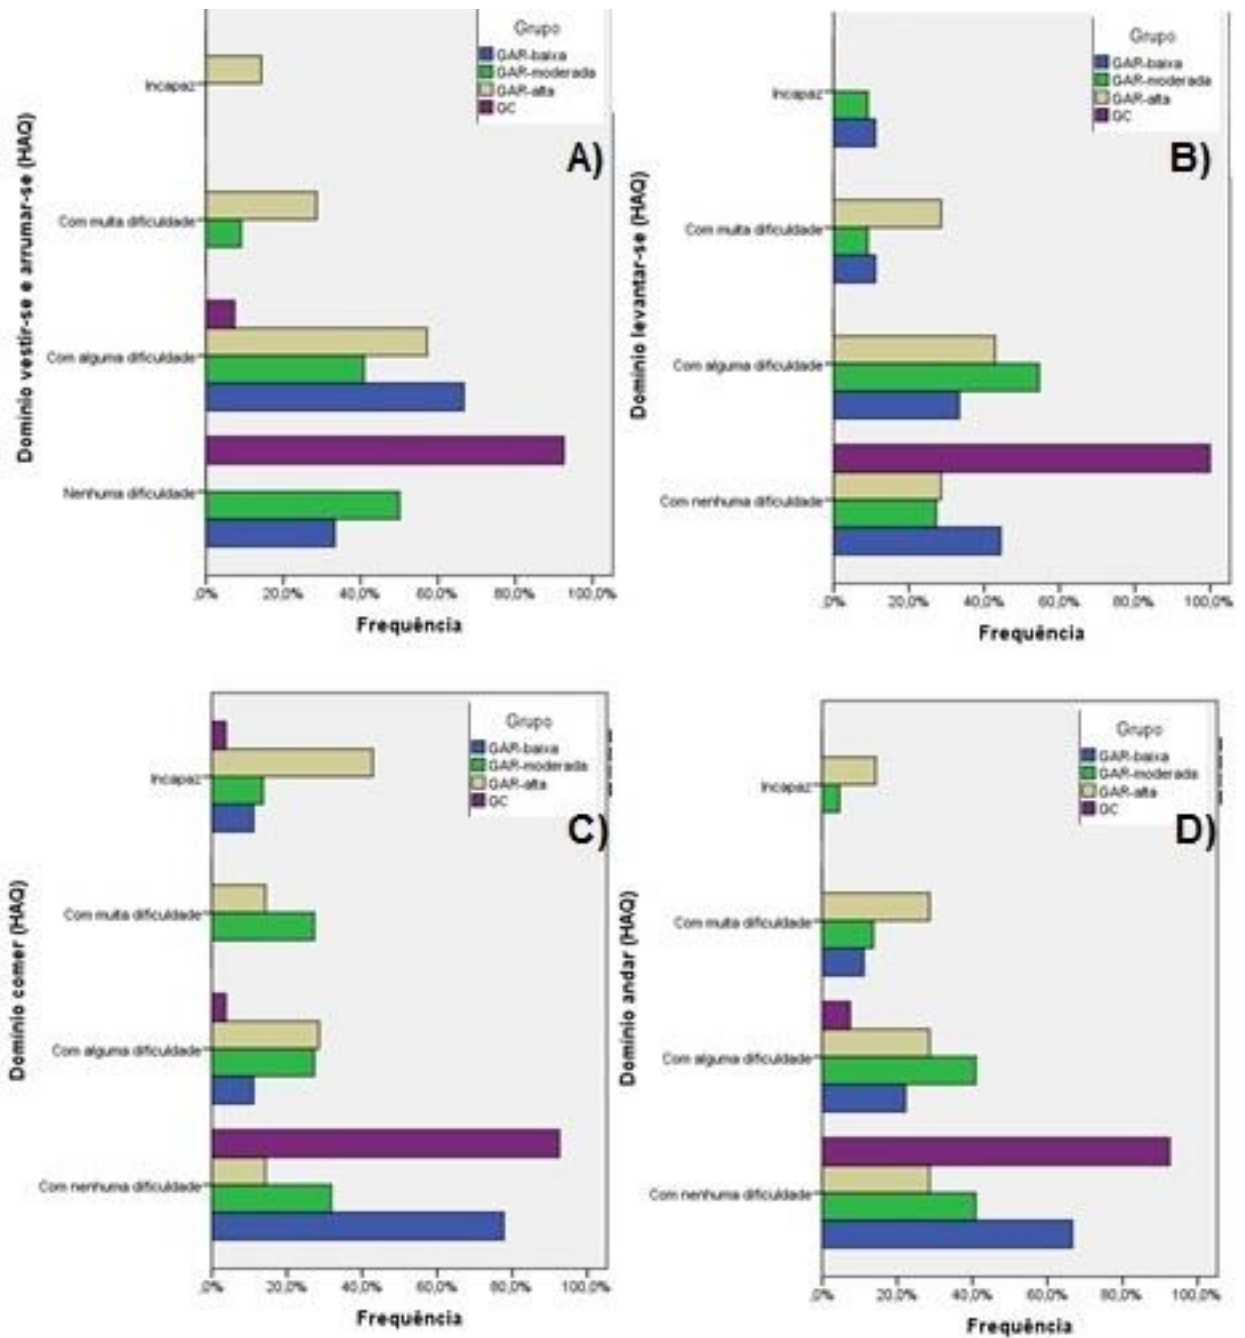 Grupo
GAR-baixa
GAR-moderada
GAR-alta
GC
A)
Domínio vestir-se e arrumar-se (HAQ)
Incapaz
Com muita dificuldade
Com alguma dificuldade
Nenhuma dificuldade
,0% 20,0% 40,0% 60,0% 80,0% 100,0%
Frequência
Grupo
GAR-baixa
GAR-moderada
GAR-alta
GC
B)
Domínio levantar-se (HAQ)
Incapaz
Com muita dificuldade
Com alguma dificuldade
Com nenhuma dificuldade
,0% 20,0% 40,0% 60,0% 80,0% 100,0%
Frequência
Grupo
GAR-baixa
GAR-moderada
GAR-alta
GC
C)
Domínio comer (HAQ)
Incapaz
Com muita dificuldade
Com alguma dificuldade
Com nenhuma dificuldade
,0% 20,0% 40,0% 60,0% 80,0% 100,0%
Frequência
Grupo
GAR-baixa
GAR-moderada
GAR-alta
GC
D)
Domínio andar (HAQ)
Incapaz
Com muita dificuldade
Com alguma dificuldade
Com nenhuma dificuldade
,0% 20,0% 40,0% 60,0% 80,0% 100,0%
Frequência